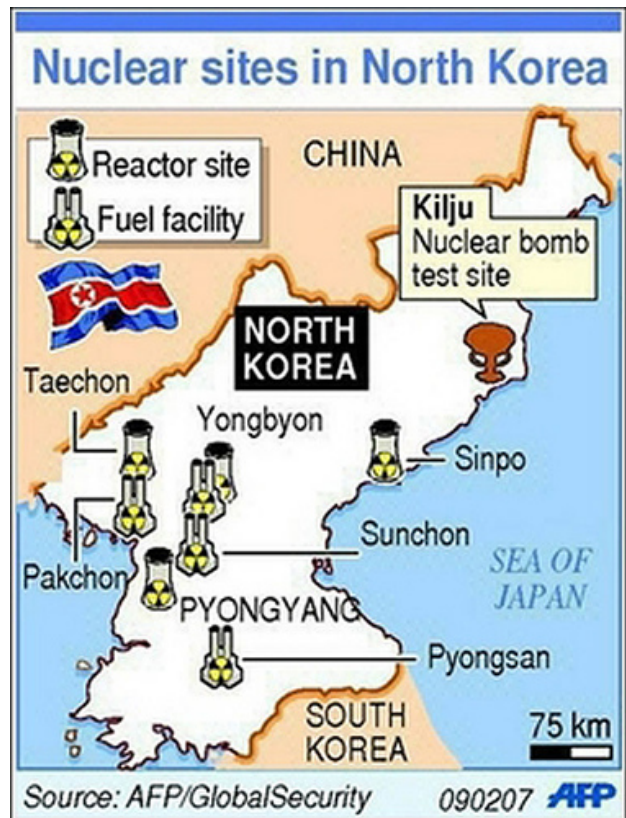 Nuclear sites in North Korea
Reactor site
Fuel facility
CHINA
Kilju
Nuclear bomb
test site
NORTH
KOREA
Taechon
Yongbyon
Sinpo
Sunchon
Pakchon
SEA OF
JAPAN
PYONGYANG
Pyongsan
SOUTH
KOREA
75 km
Source: AFP/GlobalSecurity
090207 AFP